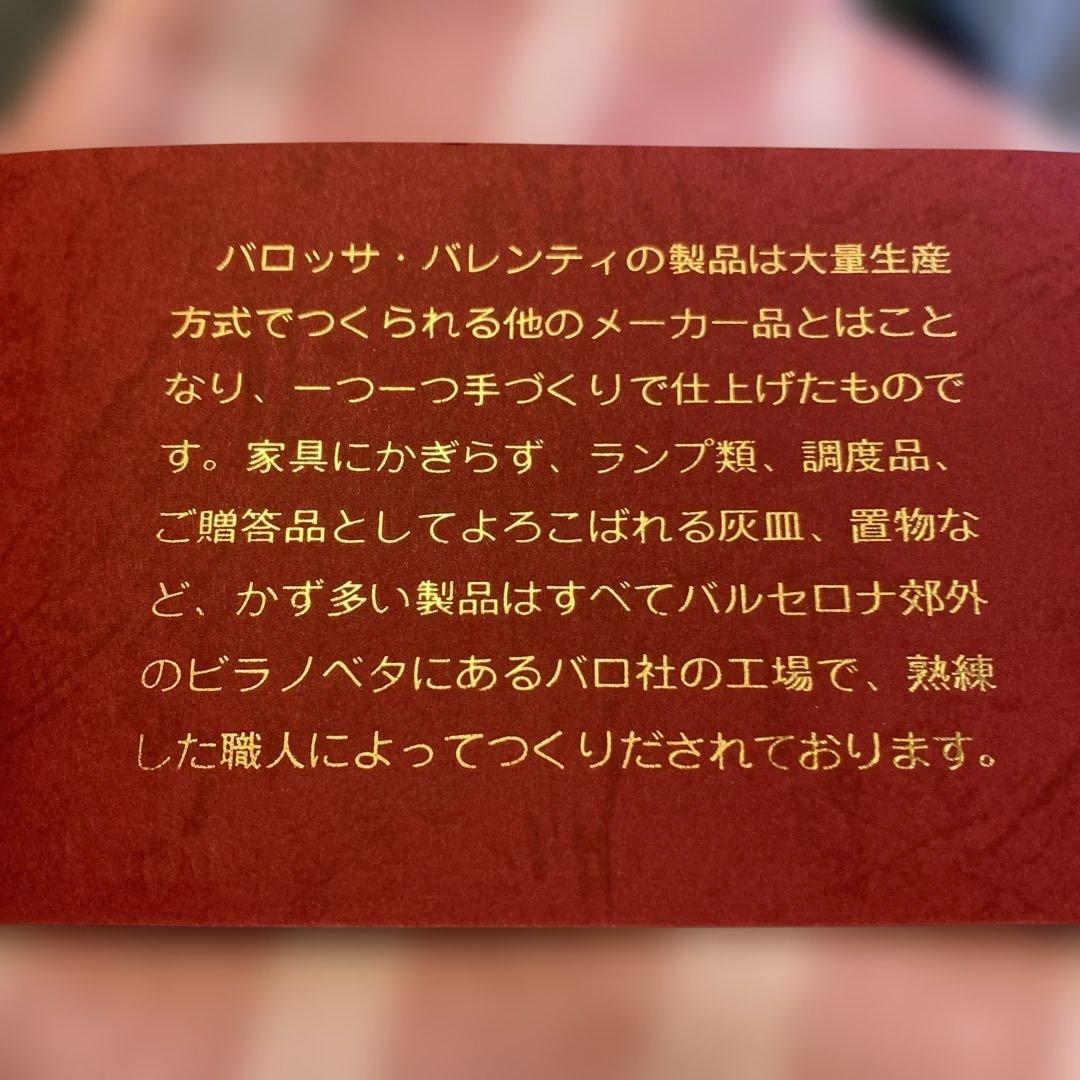 バロッサ・バレンティの製品は大量生産
方式でつくられる他のメーカー品とはこと
なり、一つ一つ手づくりで仕上げたもので
す。家具にかぎらず、ランプ類、調度品、
ご贈答品としてよろこばれる灰皿、置物な
ど、かず多い製品はすべてバルセロナ郊外
のビラノベタにあるバロ社の工場で、熟練
した職人によってつくりだされております。